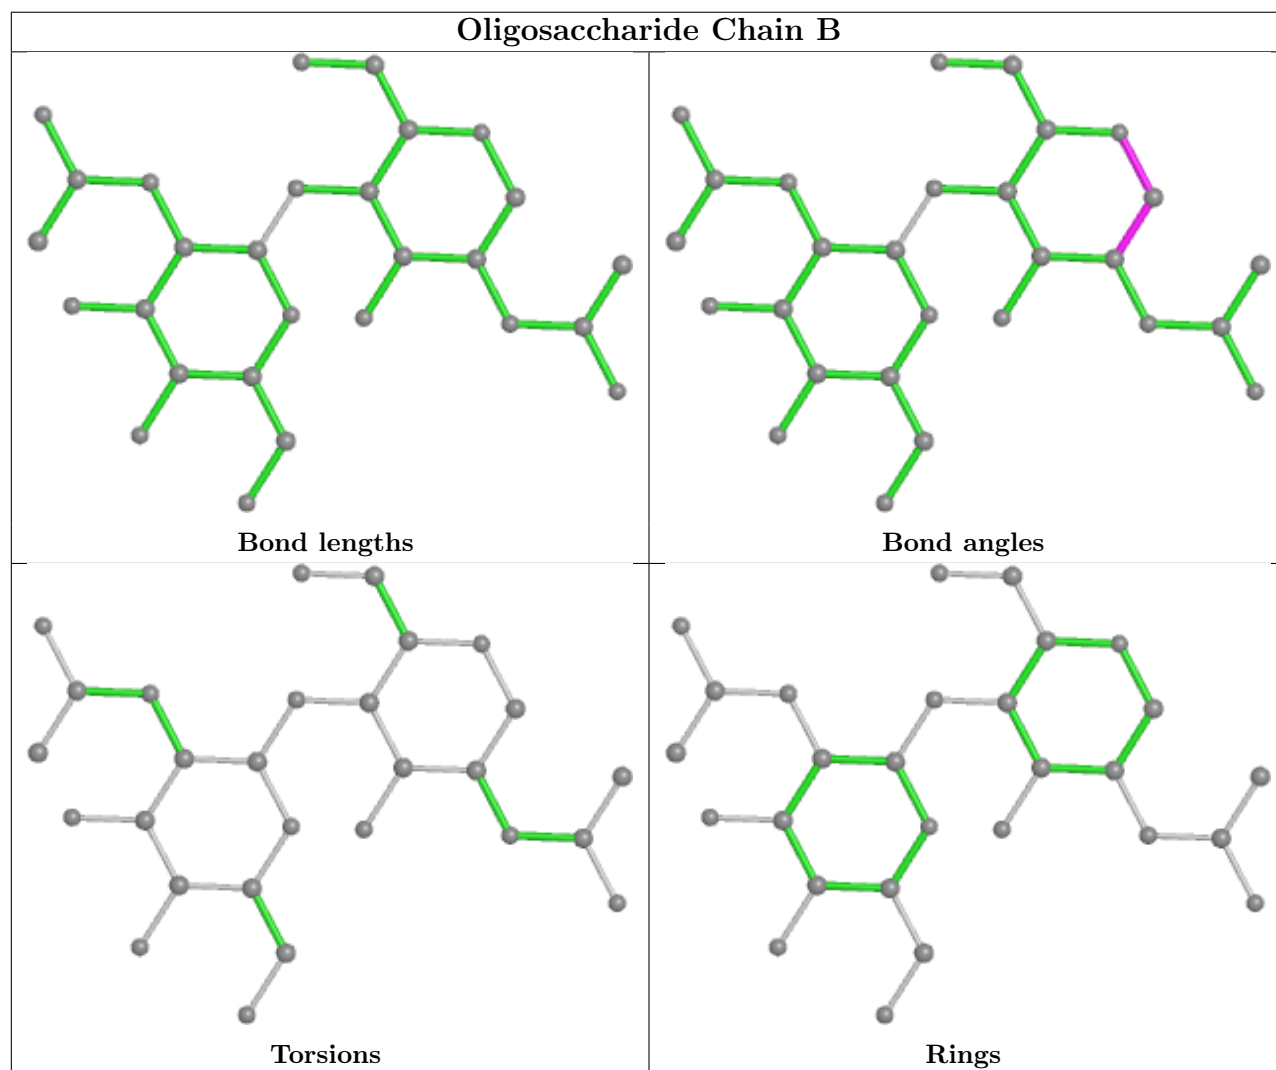 Oligosaccharide Chain B
Bond lengths
Bond angles
Torsions
Rings